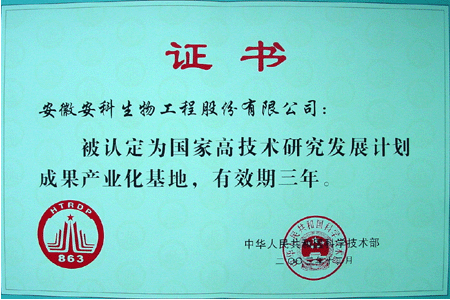 证书
安徽安科生物工程股份有限公司：
被认定为国家高技术研究发展计划
成果产业化基地，有效期三年。
HTRDP
863
中华人民共和国科学技术部